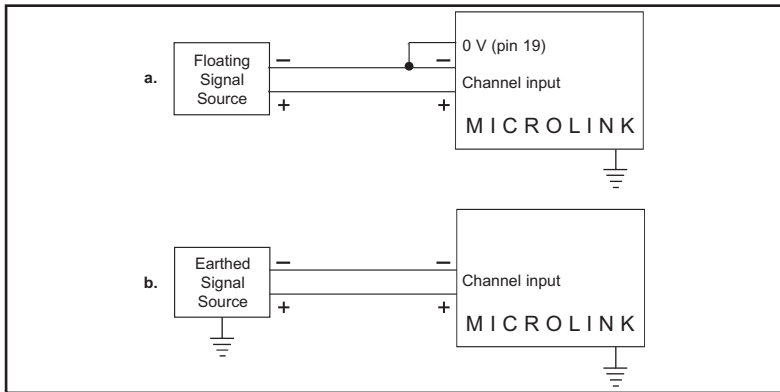 a.
Floating
Signal
Source
−
+
−
+
0 V (pin 19)
Channel input
MICROLINK
b.
Earthed
Signal
Source
−
+
−
+
Channel input
MICROLINK